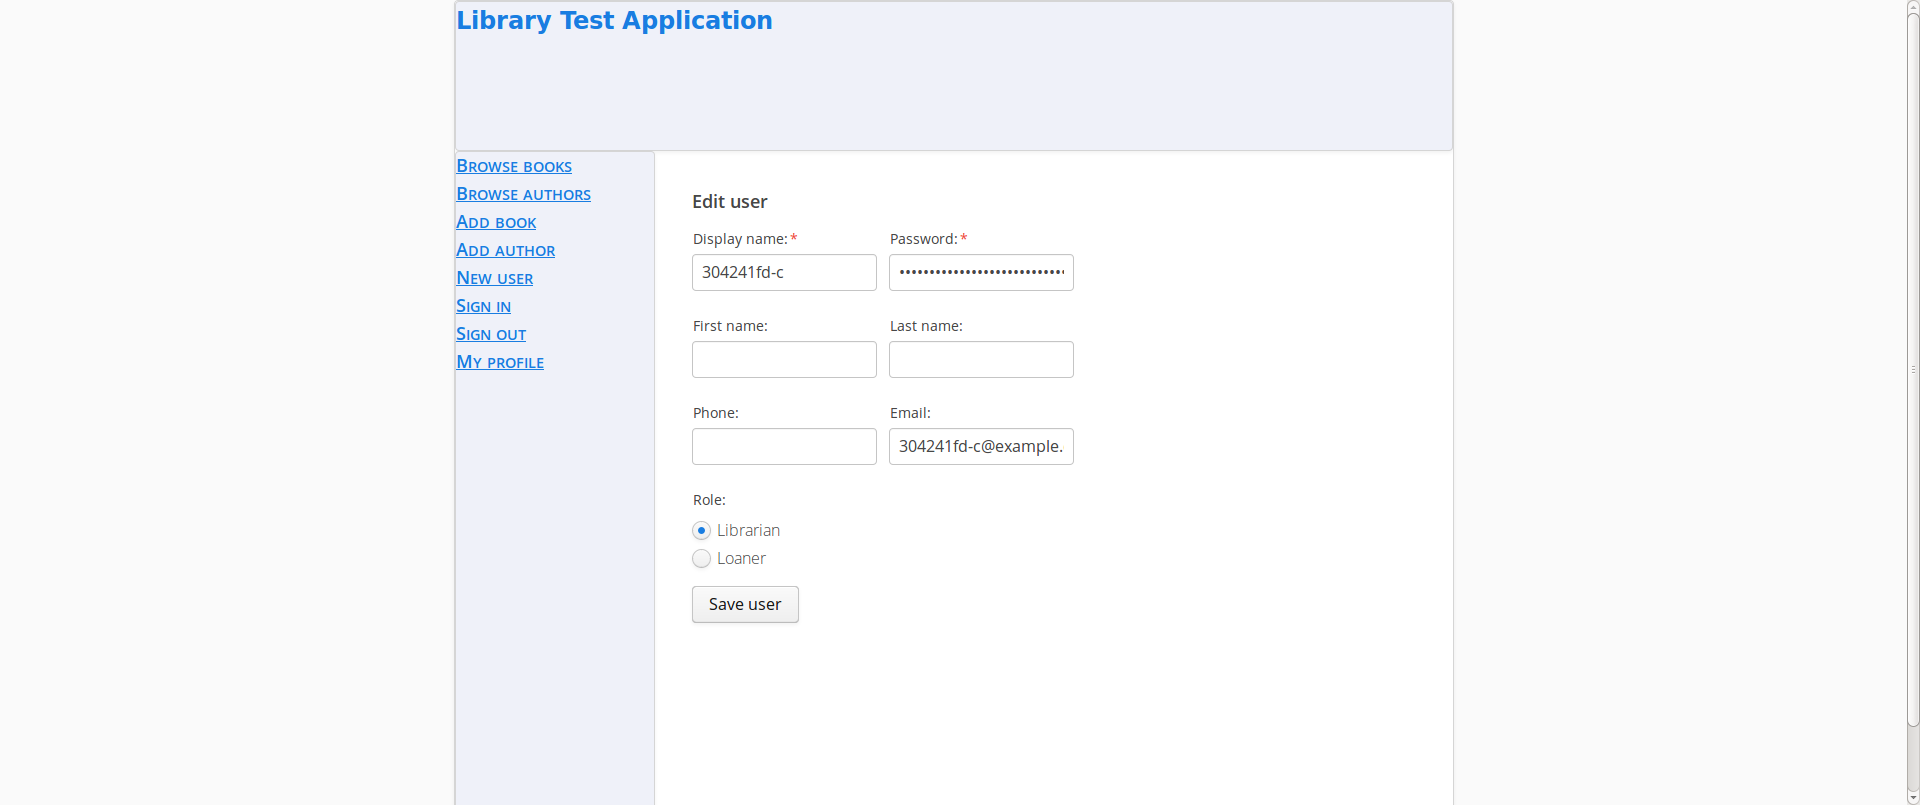 Library Test Application
Browse books
Browse authors
Add book
Add author
New user
Sign in
Sign out
My profile
Edit user
Display name:* Password:*
304241fd-c ••••••••••••••••••••••••••••
First name: Last name:
Phone: Email:
304241fd-c@example.
Role:
Librarian
Loaner
Save user